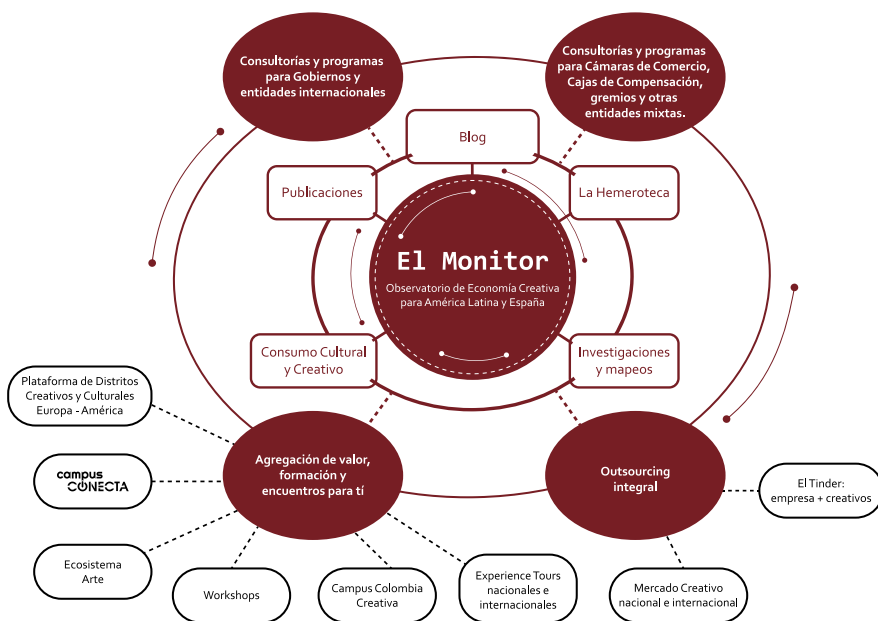 Consultorías y programas
para Gobiernos y
entidades internacionales
Consultorías y programas
para Cámaras de Comercio,
Cajas de Compensación,
gremios y otras
entidades mixtas.
Blog
Publicaciones
La Hemeroteca
El Monitor
Observatorio de Economía Creativa
para América Latina y España
Consumo Cultural
y Creativo
Investigaciones
y mapeos
Plataforma de Distritos
Creativos y Culturales
Europa - América
Agregación de valor,
formación y
encuentros para tí
Outsourcing
integral
campus
CONECTA
El Tinder:
empresa + creativos
Ecosistema
Arte
Workshops
Campus Colombia
Creativa
Experience Tours
nacionales e
internacionales
Mercado Creativo
nacional e internacional